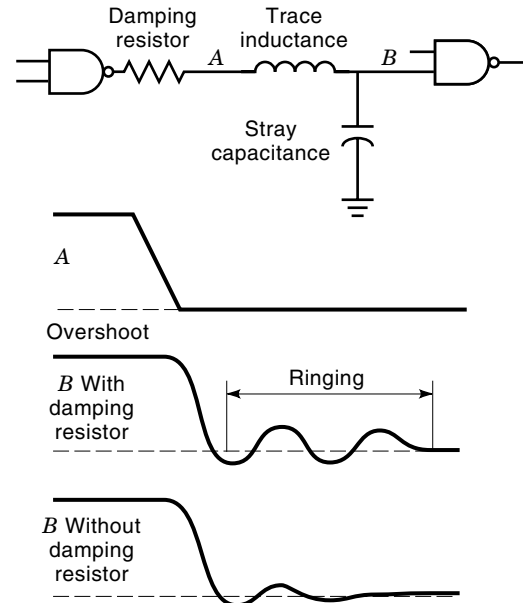 Damping
resistor
Trace
inductance
A
B
Stray
capacitance
A
Overshoot
B With
damping
resistor
Ringing
B Without
damping
resistor